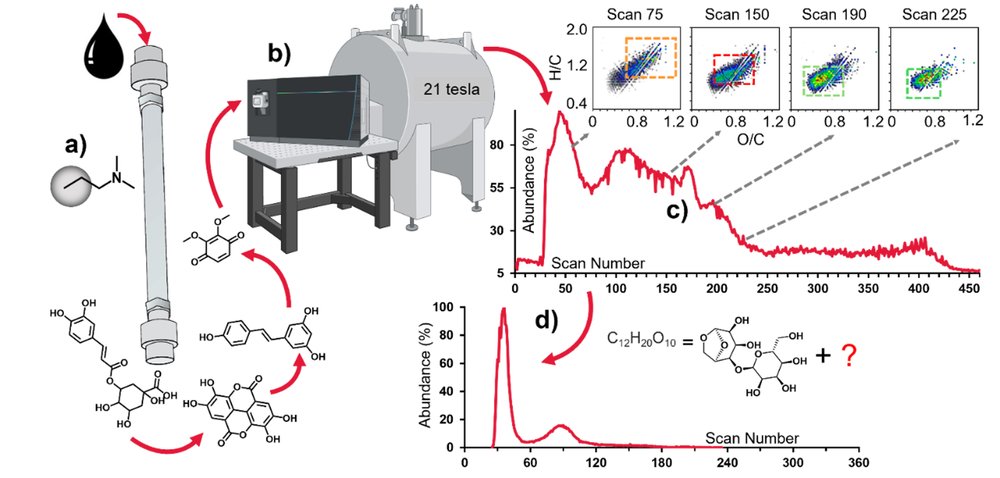 a)
N
b)
21 tesla
Scan 75
Scan 150
Scan 190
Scan 225
H/C
2.0
1.2
0.4
0
0.8
1.2
0
0.8
1.2
0
0.8
1.2
0
0.8
1.2
O/C
c)
Abundance (%)
80
55
30
5
Scan Number
0 50 100 150 200 250 300 350 400 450
O
O
O
O
HO
OH
OH
OH
HO
O
O
O
OH
OH
HO
HO
HO
HO
O
O
OH
OH
O
O
d)
Abundance (%)
100
80
60
40
20
0
Scan Number
0 60 120 180 240 300 360
C₁₂H₂₀O₁₀ =
O
O
OH
OH
O
O
OH
OH
OH
HO
+ ?